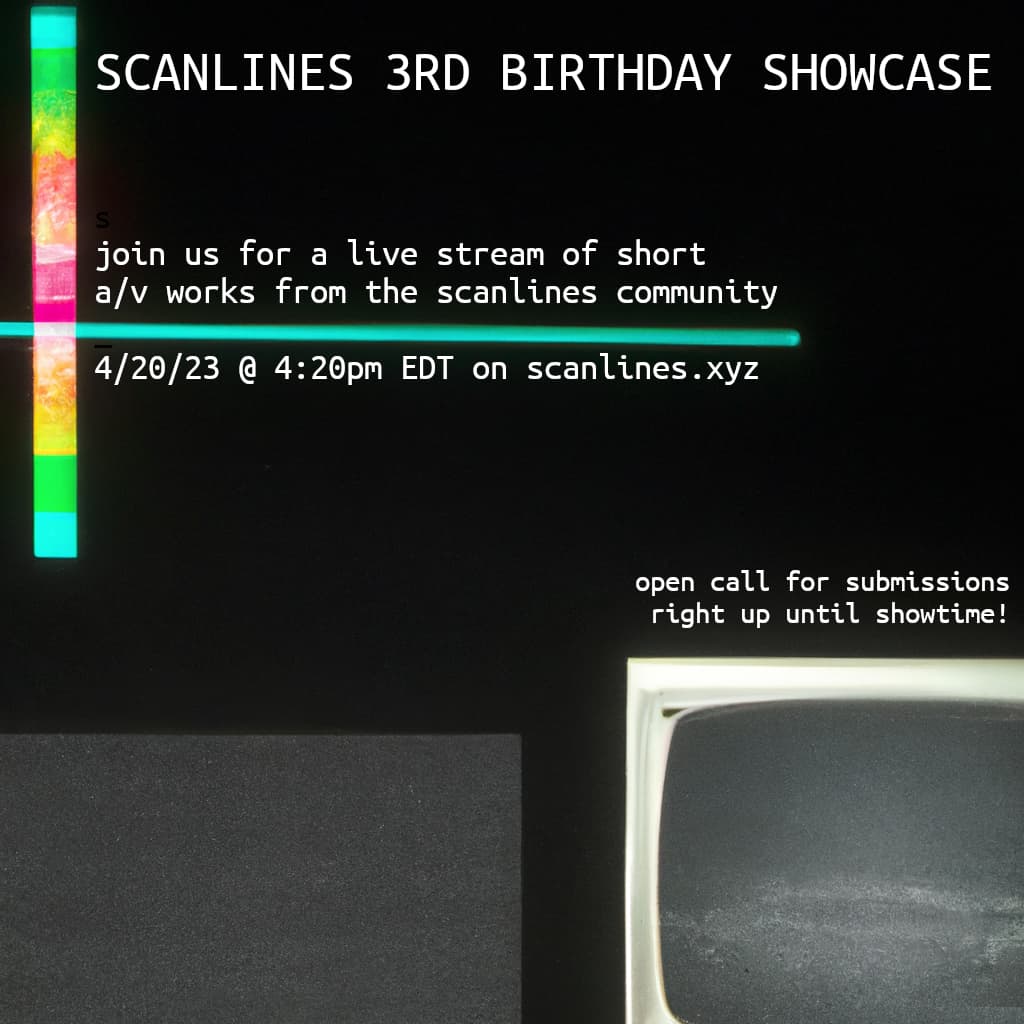 SCANLINES 3RD BIRTHDAY SHOWCASE
s
join us for a live stream of short
a/v works from the scanlines community
_
4/20/23 @ 4:20pm EDT on scanlines.xyz
open call for submissions
right up until showtime!